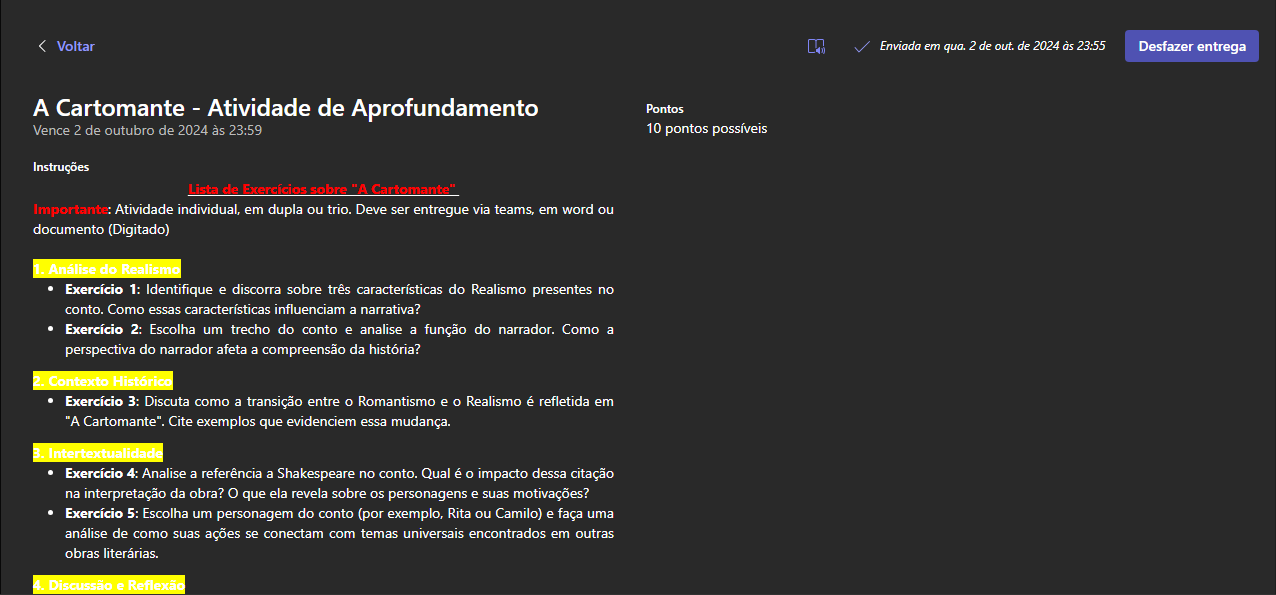 Voltar
Enviada em qua. 2 de out. de 2024 às 23:55
Desfazer entrega
A Cartomante - Atividade de Aprofundamento
Vence 2 de outubro de 2024 às 23:59
Pontos
10 pontos possíveis
Instruções
Lista de Exercícios sobre "A Cartomante"
Importante: Atividade individual, em dupla ou trio. Deve ser entregue via teams, em word ou
documento (Digitado)
1. Análise do Realismo
• Exercício 1: Identifique e discorra sobre três características do Realismo presentes no
conto. Como essas características influenciam a narrativa?
• Exercício 2: Escolha um trecho do conto e analise a função do narrador. Como a
perspectiva do narrador afeta a compreensão da história?
2. Contexto Histórico
• Exercício 3: Discuta como a transição entre o Romantismo e o Realismo é refletida em
"A Cartomante". Cite exemplos que evidenciem essa mudança.
3. Intertextualidade
• Exercício 4: Analise a referência a Shakespeare no conto. Qual é o impacto dessa citação
na interpretação da obra? O que ela revela sobre os personagens e suas motivações?
• Exercício 5: Escolha um personagem do conto (por exemplo, Rita ou Camilo) e faça uma
análise de como suas ações se conectam com temas universais encontrados em outras
obras literárias.
4. Discussão e Reflexão